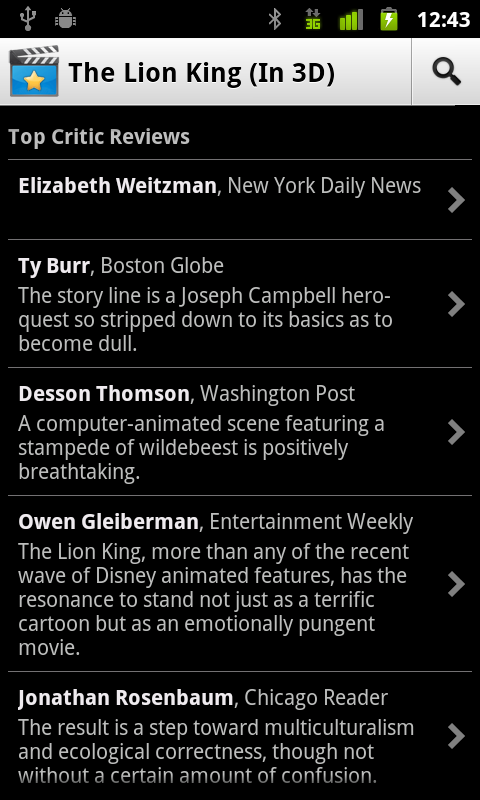 3G 12:43
The Lion King (In 3D)
Top Critic Reviews
Elizabeth Weitzman, New York Daily News
Ty Burr, Boston Globe
The story line is a Joseph Campbell hero-
quest so stripped down to its basics as to
become dull.
Desson Thomson, Washington Post
A computer-animated scene featuring a
stampede of wildebeest is positively
breathtaking.
Owen Gleiberman, Entertainment Weekly
The Lion King, more than any of the recent
wave of Disney animated features, has the
resonance to stand not just as a terrific
cartoon but as an emotionally pungent
movie.
Jonathan Rosenbaum, Chicago Reader
The result is a step toward multiculturalism
and ecological correctness, though not
without a certain amount of confusion.